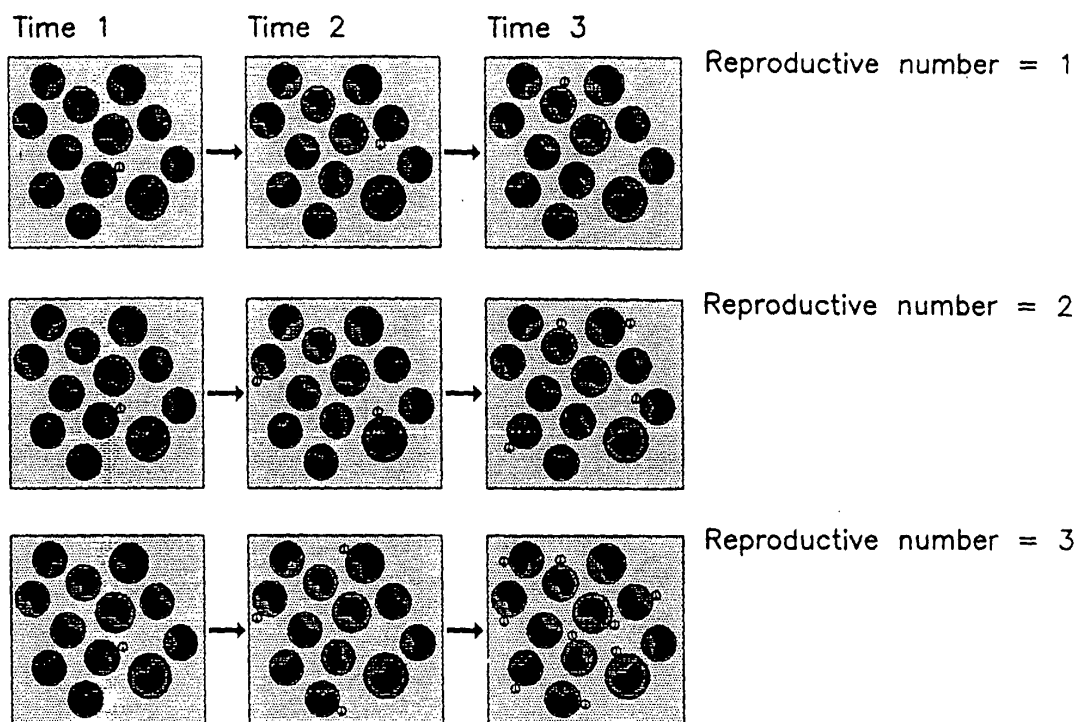 Time 1 Time 2 Time 3
Reproductive number = 1
Reproductive number = 2
Reproductive number = 3